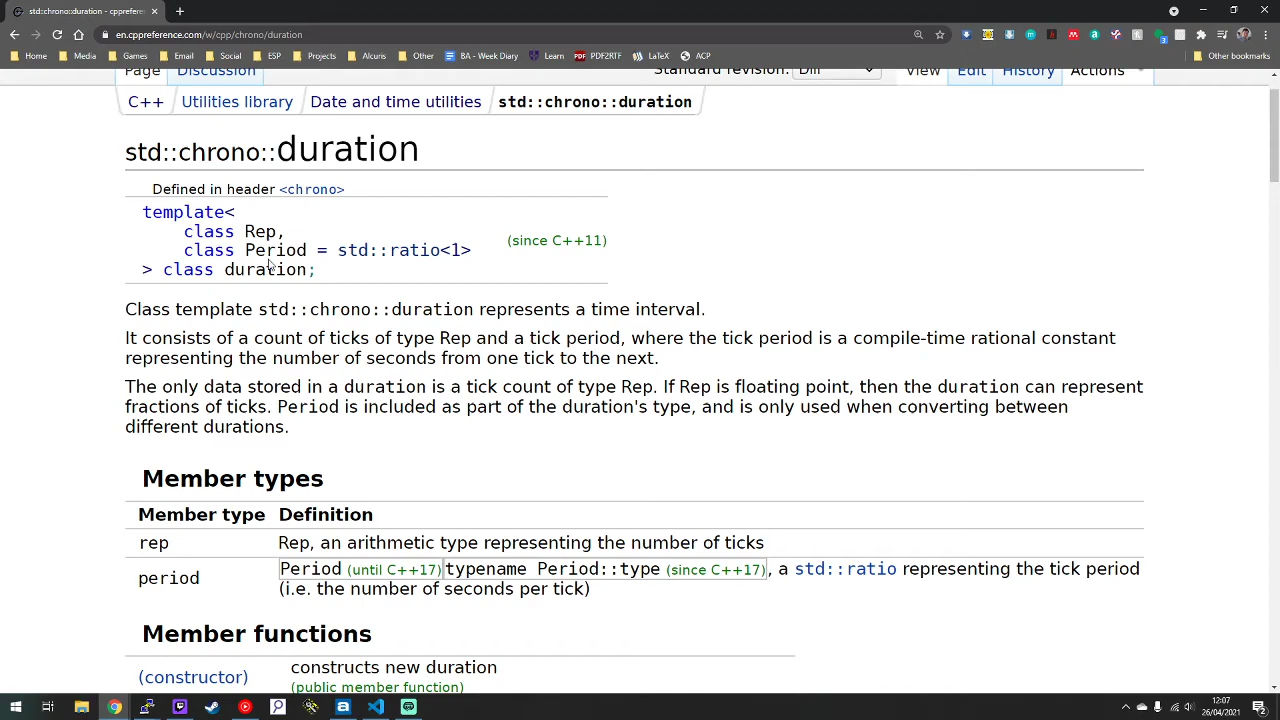 std::chrono::duration - cpprefere
en.cppreference.com/w/cpp/chrono/duration
Home Media Games Email Social ESP Projects Alcuris Other BA - Week Diary Learn PDF2RTF LaTeX ACP Other bookmarks
Page Discussion Standard revision: Diff View Edit History Actions
C++ Utilities library Date and time utilities std::chrono::duration
std::chrono::duration
Defined in header <chrono>
template<
class Rep,
class Period = std::ratio<1>
(since C++11)
> class duration;
Class template std::chrono::duration represents a time interval.
It consists of a count of ticks of type Rep and a tick period, where the tick period is a compile-time rational constant
representing the number of seconds from one tick to the next.
The only data stored in a duration is a tick count of type Rep. If Rep is floating point, then the duration can represent
fractions of ticks. Period is included as part of the duration's type, and is only used when converting between
different durations.
Member types
Member type Definition
rep Rep, an arithmetic type representing the number of ticks
period Period (until C++17) typename Period::type (since C++17), a std::ratio representing the tick period
(i.e. the number of seconds per tick)
Member functions
(constructor) constructs new duration
(public member function)
12:07
26/04/2021